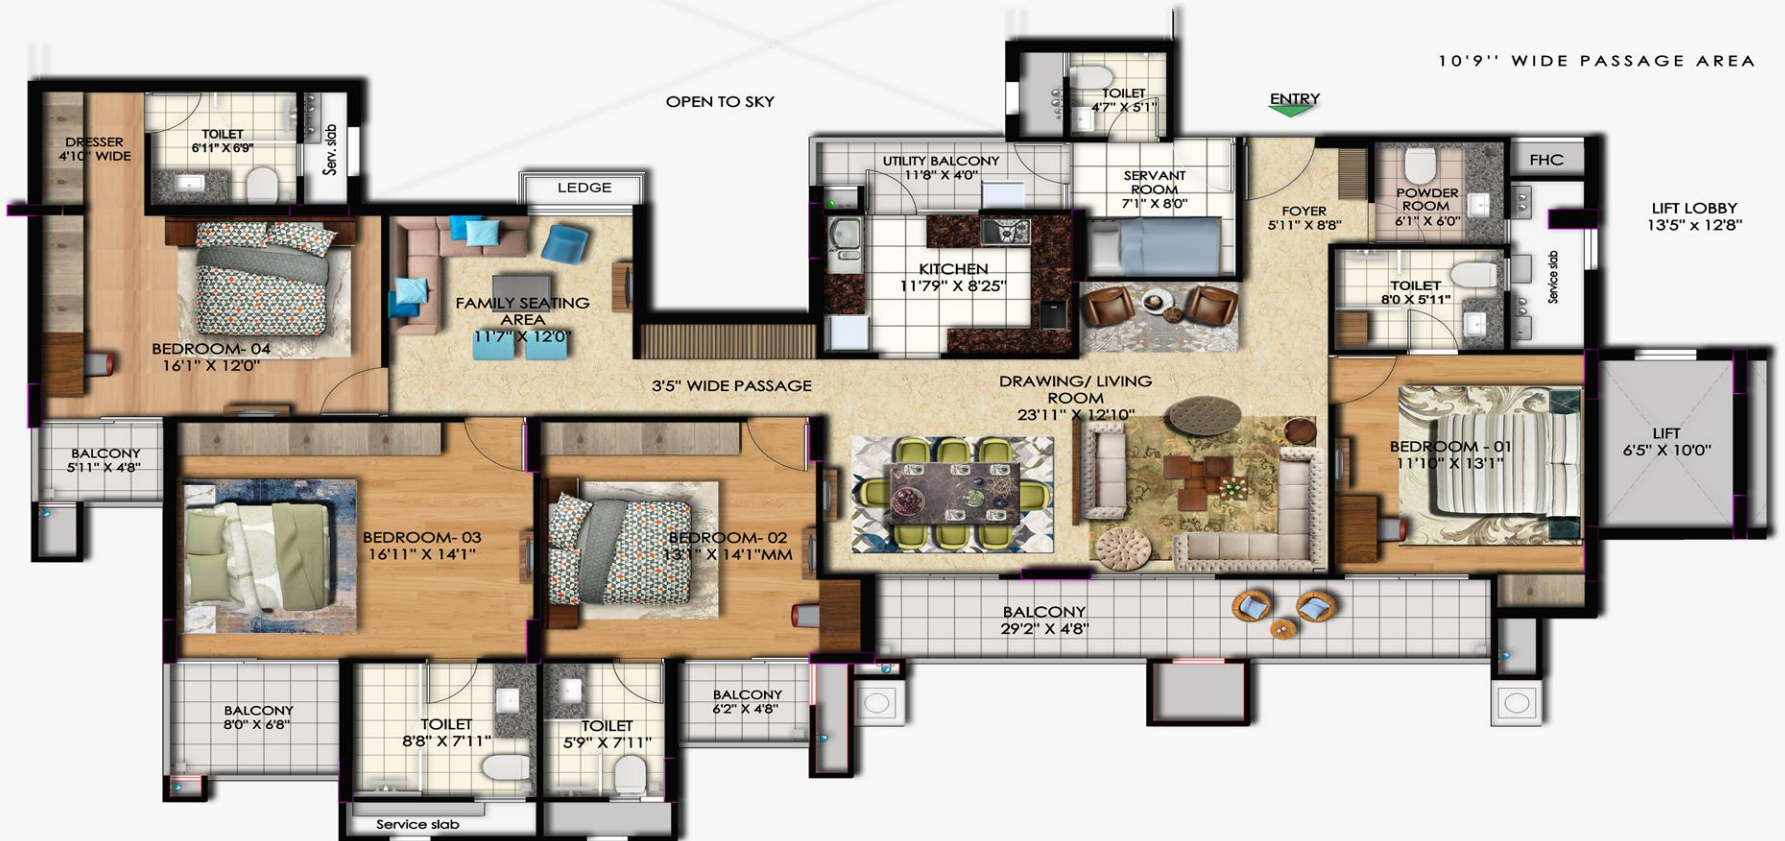 10'9'' WIDE PASSAGE AREA
OPEN TO SKY
ENTRY
TOILET
4'7" X 5'1"
DRESSER
4'10" WIDE
TOILET
6'11" X 6'9"
Serv. slab
LEDGE
UTILITY BALCONY
11'8" X 4'0"
SERVANT
ROOM
7'1" X 8'0"
FOYER
5'11" X 8'8"
POWDER
ROOM
6'1" X 6'0"
FHC
LIFT LOBBY
13'5" x 12'8"
KITCHEN
11'79" X 8'25"
TOILET
8'0 X 5'11"
Service slab
FAMILY SEATING
AREA
11'7" X 12'0"
BEDROOM- 04
16'1" X 12'0"
3'5" WIDE PASSAGE
DRAWING/ LIVING
ROOM
23'11" X 12'10"
BEDROOM - 01
11'10" X 13'1"
LIFT
6'5" X 10'0"
BALCONY
5'11" X 4'8"
BEDROOM- 03
16'11" X 14'1"
BEDROOM- 02
13'1" X 14'1"MM
BALCONY
29'2" X 4'8"
BALCONY
8'0" X 6'8"
TOILET
8'8" X 7'11"
TOILET
5'9" X 7'11"
BALCONY
6'2" X 4'8"
Service slab